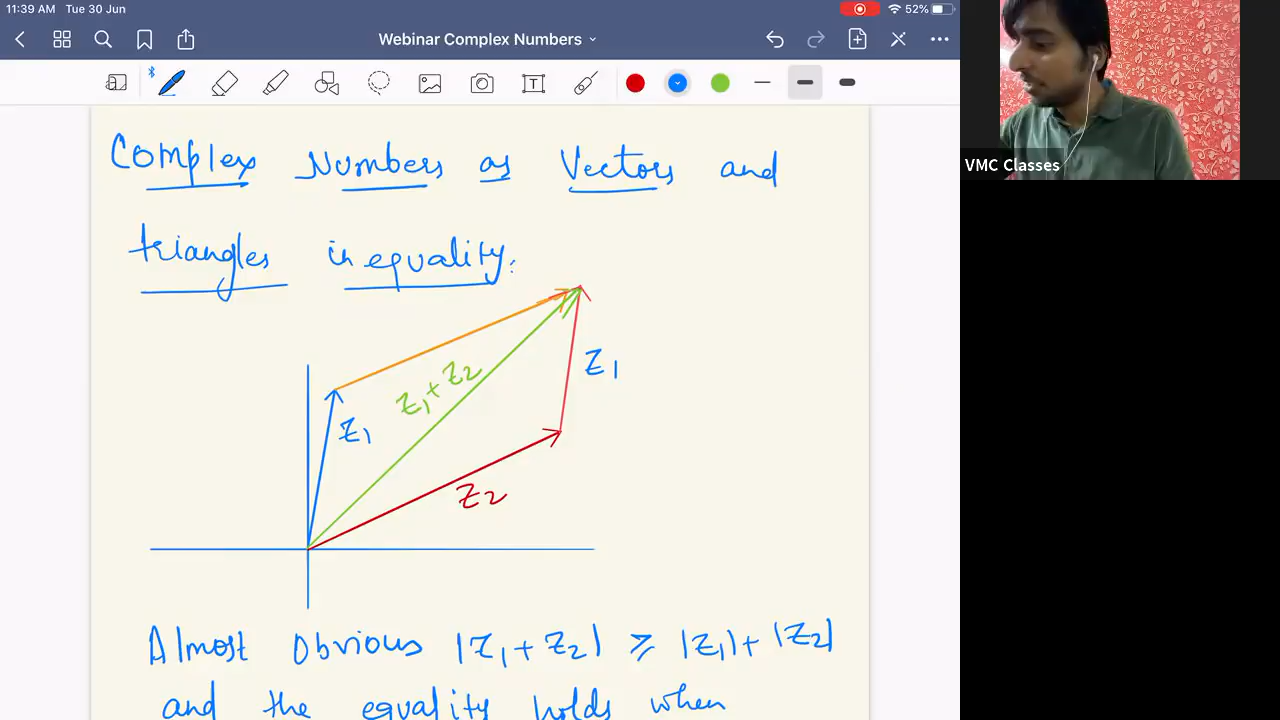 11:39 AM Tue 30 Jun
52%
Webinar Complex Numbers
T
VMC Classes
Complex Numbers as Vectors and
triangles inequality:
Z1
Z1 + Z2
Z1
Z2
Almost Obvious |Z1 + Z2| ⩾ |Z1| + |Z2|
and the equality holds when